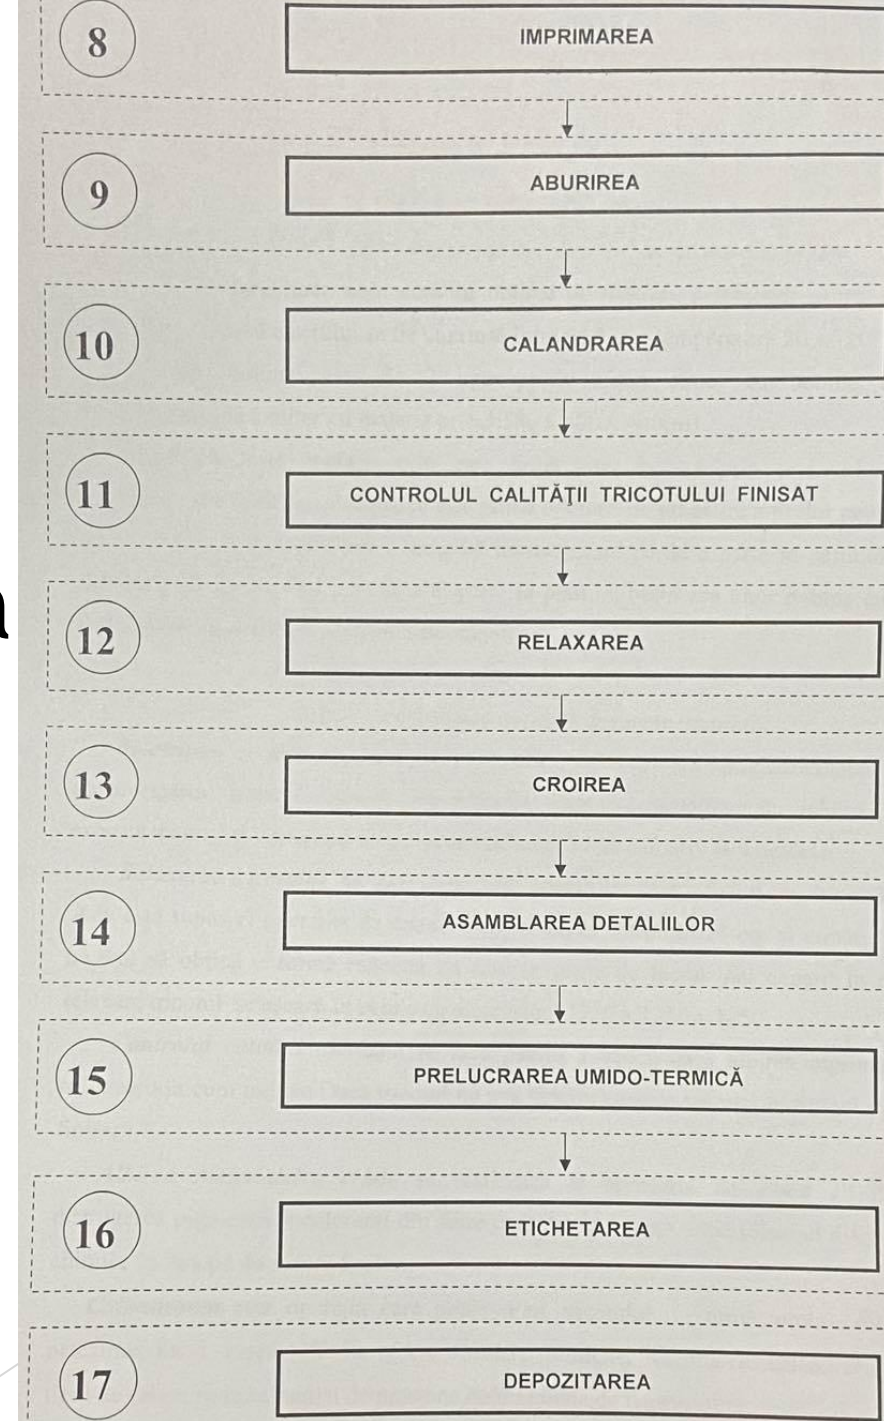 8 IMPRIMAREA
9 ABURIREA
10 CALANDRAREA
11 CONTROLUL CALITĂŢII TRICOTULUI FINISAT
12 RELAXAREA
13 CROIREA
14 ASAMBLAREA DETALIILOR
15 PRELUCRAREA UMIDO-TERMICĂ
16 ETICHETAREA
17 DEPOZITAREA